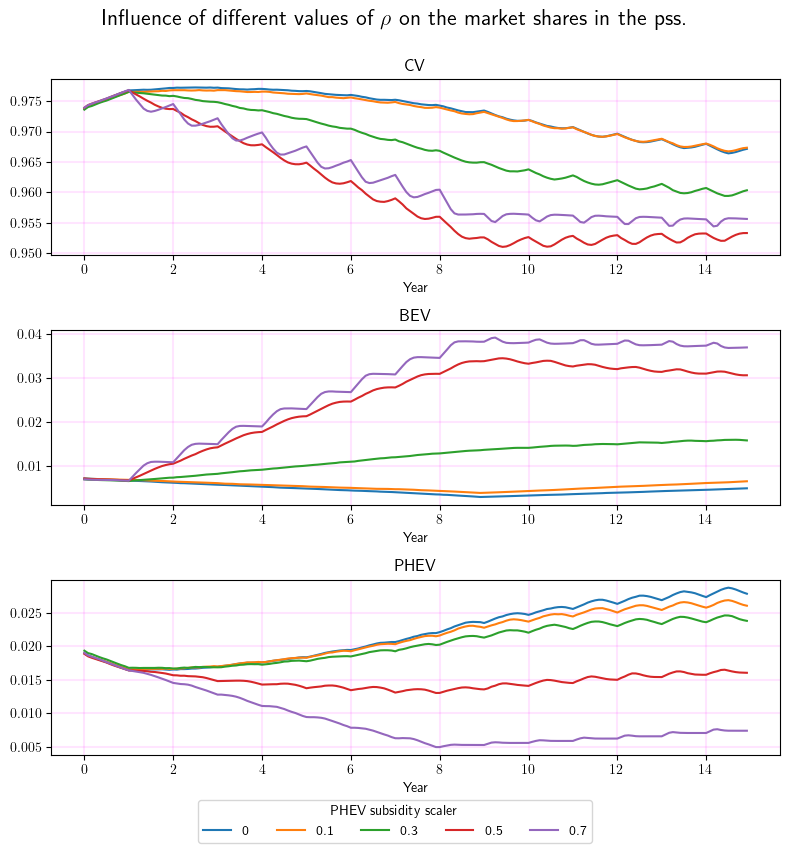 Influence of different values of ρ on the market shares in the pss.
CV
0.975
0.970
0.965
0.960
0.955
0.950
0 2 4 6 8 10 12 14
Year
BEV
0.04
0.03
0.02
0.01
0 2 4 6 8 10 12 14
Year
PHEV
0.025
0.020
0.015
0.010
0.005
0 2 4 6 8 10 12 14
Year
PHEV subsidity scaler
0 0.1 0.3 0.5 0.7